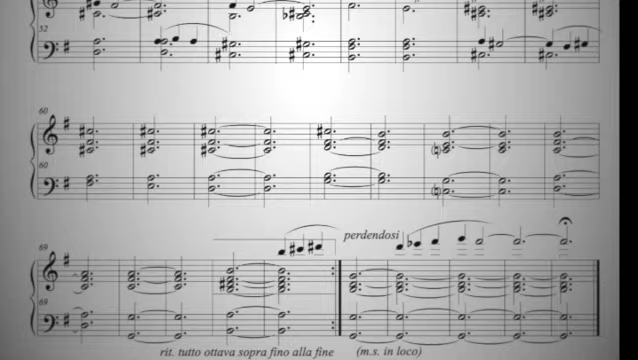 52
60
60
69
perdendosi
69
rit. tutto ottava sopra fino alla fine (m.s. in loco)